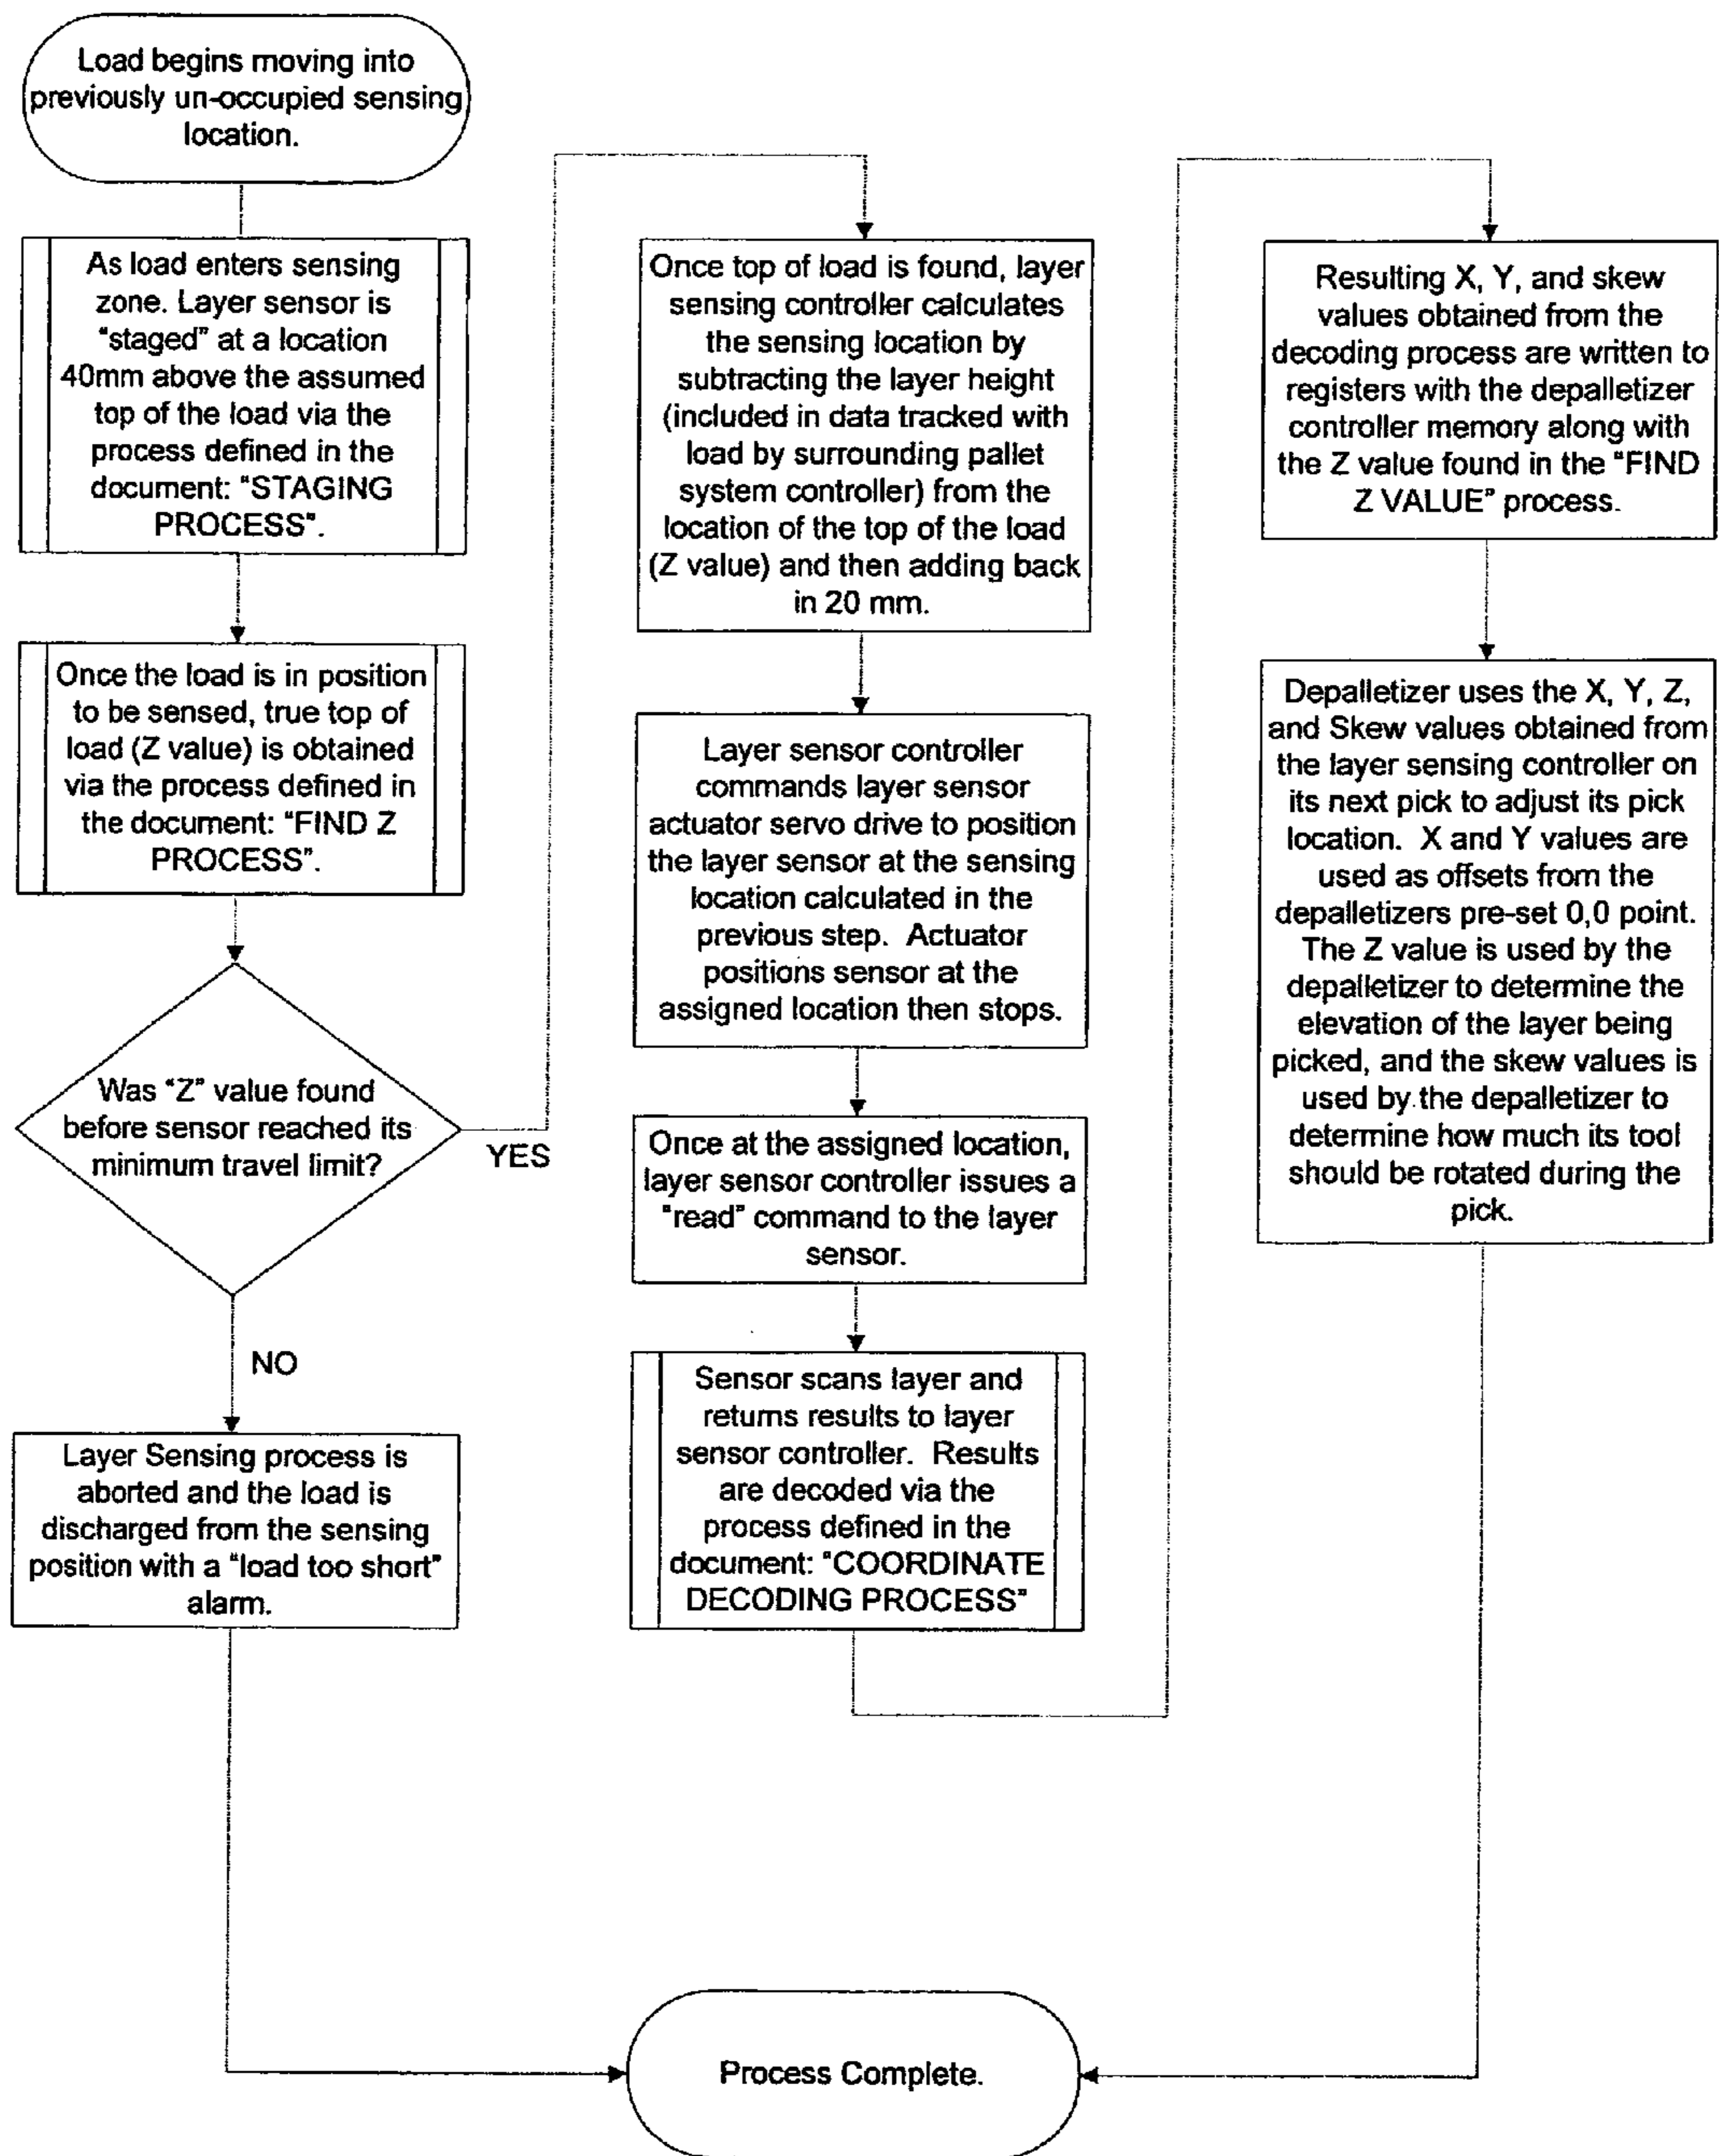 Load begins moving into
previously un-occupied sensing
location.
As load enters sensing
zone. Layer sensor is
"staged" at a location
40mm above the assumed
top of the load via the
process defined in the
document: "STAGING
PROCESS".
Once the load is in position
to be sensed, true top of
load (Z value) is obtained
via the process defined in
the document: "FIND Z
PROCESS".
Was "Z" value found
before sensor reached its
minimum travel limit?
YES
NO
Layer Sensing process is
aborted and the load is
discharged from the sensing
position with a "load too short"
alarm.
Once top of load is found, layer
sensing controller calculates
the sensing location by
subtracting the layer height
(included in data tracked with
load by surrounding pallet
system controller) from the
location of the top of the load
(Z value) and then adding back
in 20 mm.
Layer sensor controller
commands layer sensor
actuator servo drive to position
the layer sensor at the sensing
location calculated in the
previous step. Actuator
positions sensor at the
assigned location then stops.
Once at the assigned location,
layer sensor controller issues a
"read" command to the layer
sensor.
Sensor scans layer and
returns results to layer
sensor controller. Results
are decoded via the
process defined in the
document: "COORDINATE
DECODING PROCESS"
Resulting X, Y, and skew
values obtained from the
decoding process are written to
registers with the depalletizer
controller memory along with
the Z value found in the "FIND
Z VALUE" process.
Depalletizer uses the X, Y, Z,
and Skew values obtained from
the layer sensing controller on
its next pick to adjust its pick
location. X and Y values are
used as offsets from the
depalletizers pre-set 0,0 point.
The Z value is used by the
depalletizer to determine the
elevation of the layer being
picked, and the skew values is
used by the depalletizer to
determine how much its tool
should be rotated during the
pick.
Process Complete.